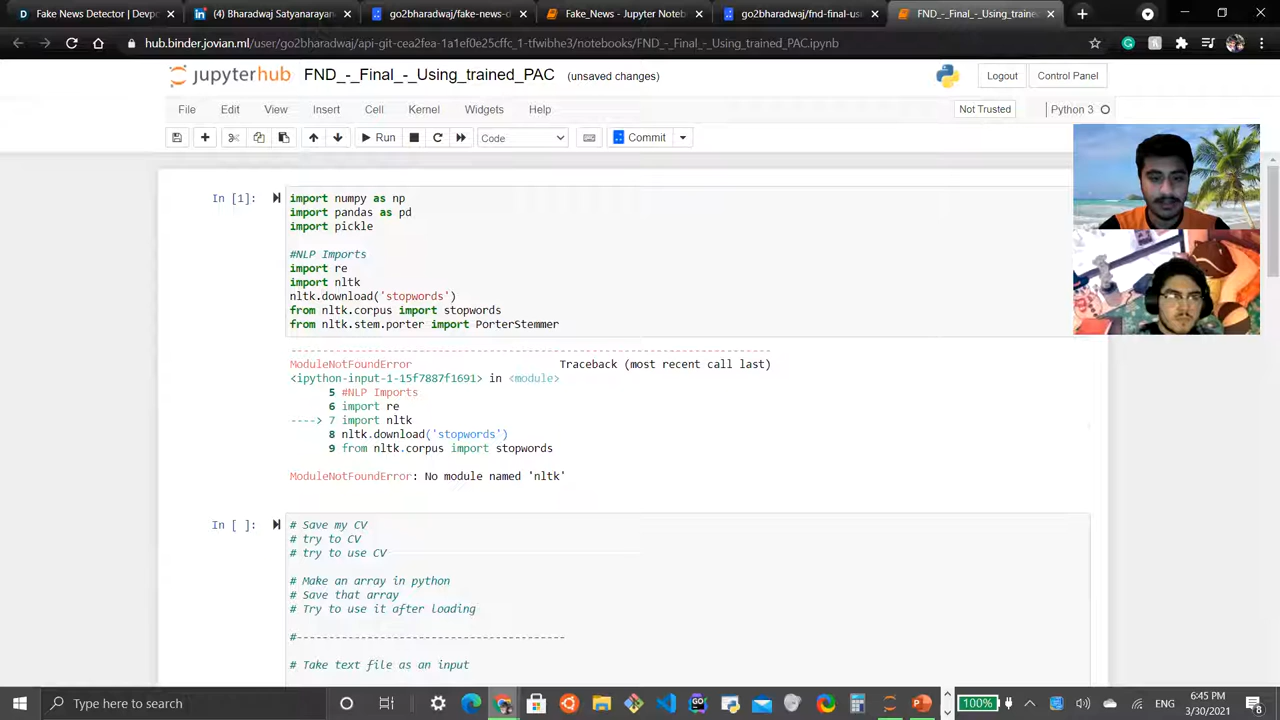 Fake News Detector | Devp
(4) Bharadwaj Satyanarayan
go2bharadwaj/fake-news-d
Fake_News - Jupyter Notebook
go2bharadwaj/fnd-final-us
FND_-_Final_-_Using_traine
hub.binder.jovian.ml/user/go2bharadwaj/api-git-cea2fea-1a1ef0e25cffc_1-tfwibhe3/notebooks/FND_-_Final_-_Using_trained_PAC.ipynb
jupyterhub FND_-_Final_-_Using_trained_PAC (unsaved changes)
Logout
Control Panel
File Edit View Insert Cell Kernel Widgets Help
Not Trusted
Python 3
Run
Code
Commit
In [1]:
import numpy as np
import pandas as pd
import pickle
#NLP Imports
import re
import nltk
nltk.download('stopwords')
from nltk.corpus import stopwords
from nltk.stem.porter import PorterStemmer
---------------------------------------------------------------------------
ModuleNotFoundError Traceback (most recent call last)
<ipython-input-1-15f7887f1691> in <module>
5 #NLP Imports
6 import re
----> 7 import nltk
8 nltk.download('stopwords')
9 from nltk.corpus import stopwords
ModuleNotFoundError: No module named 'nltk'
In [ ]:
# Save my CV
# try to CV
# try to use CV
# Make an array in python
# Save that array
# Try to use it after loading
#------------------------------------------
# Take text file as an input
Type here to search
100%
ENG
6:45 PM
3/30/2021
8